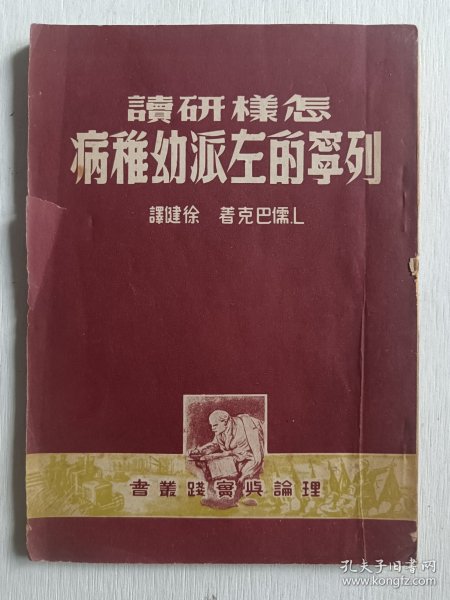 怎樣研讀
列寧的左派幼稚病
L.儒巴克著 徐健譯
理論與實踐叢書
孔夫子旧书网
www.kongfz.com